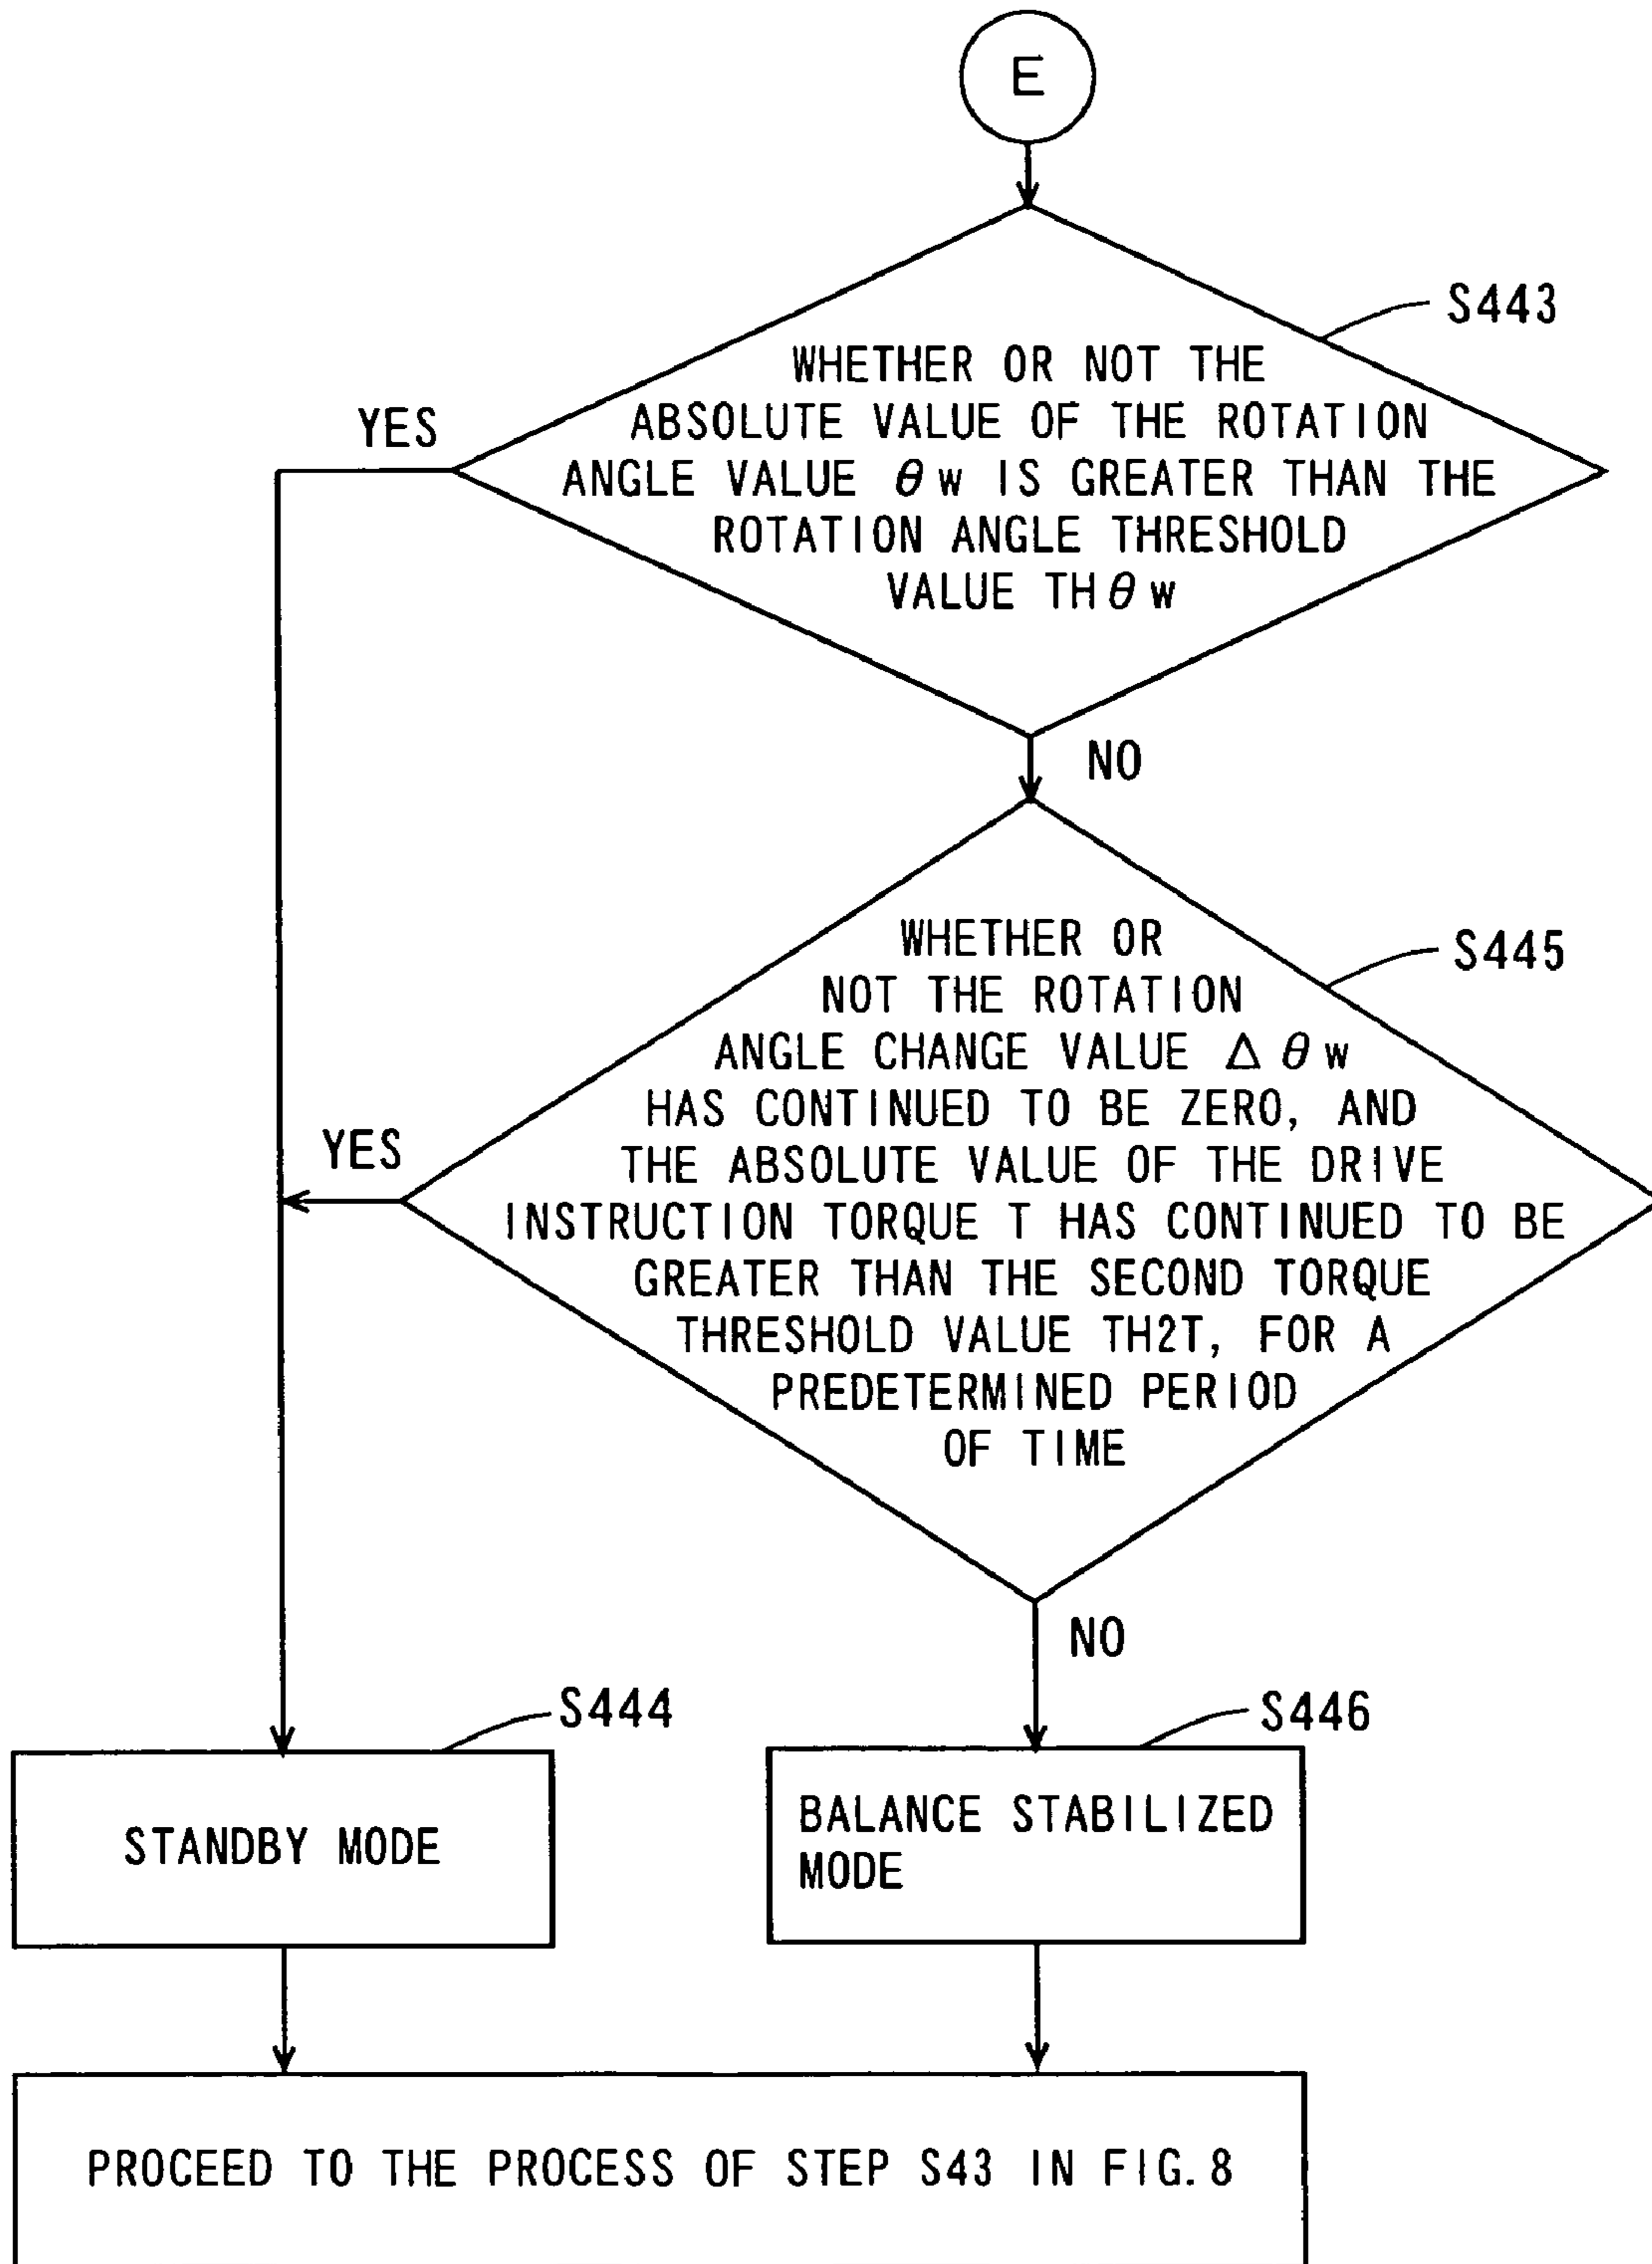 E
S443
WHETHER OR NOT THE
ABSOLUTE VALUE OF THE ROTATION
ANGLE VALUE θw IS GREATER THAN THE
ROTATION ANGLE THRESHOLD
VALUE THθw
YES
NO
S445
WHETHER OR
NOT THE ROTATION
ANGLE CHANGE VALUE Δθw
HAS CONTINUED TO BE ZERO, AND
THE ABSOLUTE VALUE OF THE DRIVE
INSTRUCTION TORQUE T HAS CONTINUED TO BE
GREATER THAN THE SECOND TORQUE
THRESHOLD VALUE TH2T, FOR A
PREDETERMINED PERIOD
OF TIME
YES
NO
S444
STANDBY MODE
S446
BALANCE STABILIZED
MODE
PROCEED TO THE PROCESS OF STEP S43 IN FIG. 8